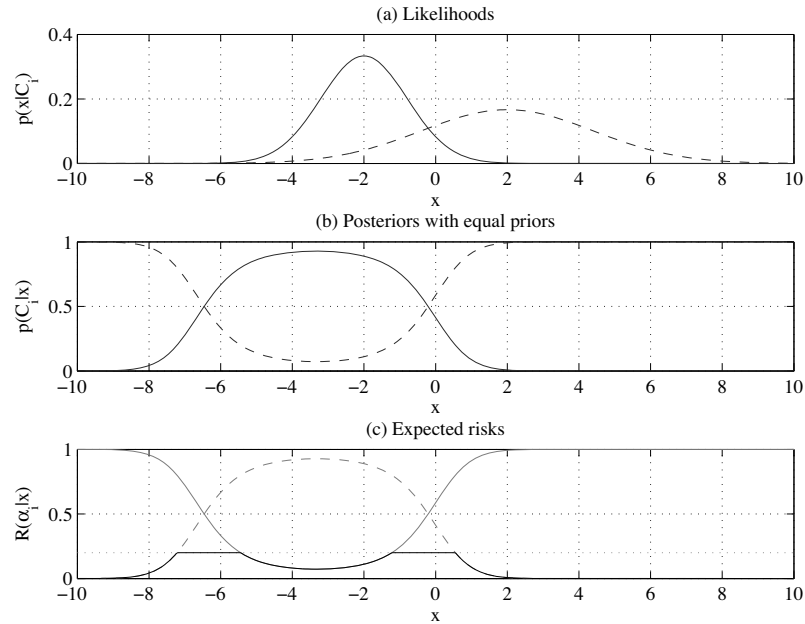 (a) Likelihoods
0.4
0.2
0
p(x|C_i)
−10 −8 −6 −4 −2 0 2 4 6 8 10
x
(b) Posteriors with equal priors
1
0.5
0
p(C_i|x)
−10 −8 −6 −4 −2 0 2 4 6 8 10
x
(c) Expected risks
1
0.5
0
R(α_i|x)
−10 −8 −6 −4 −2 0 2 4 6 8 10
x